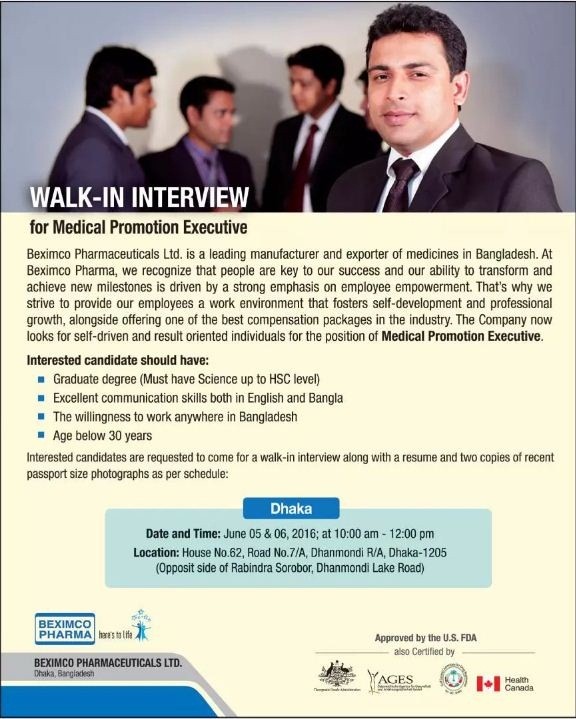 WALK-IN INTERVIEW
for Medical Promotion Executive
Beximco Pharmaceuticals Ltd. is a leading manufacturer and exporter of medicines in Bangladesh. At
Beximco Pharma, we recognize that people are key to our success and our ability to transform and
achieve new milestones is driven by a strong emphasis on employee empowerment. That's why we
strive to provide our employees a work environment that fosters self-development and professional
growth, alongside offering one of the best compensation packages in the industry. The Company now
looks for self-driven and result oriented individuals for the position of Medical Promotion Executive.
Interested candidate should have:
Graduate degree (Must have Science up to HSC level)
Excellent communication skills both in English and Bangla
The willingness to work anywhere in Bangladesh
Age below 30 years
Interested candidates are requested to come for a walk-in interview along with a resume and two copies of recent
passport size photographs as per schedule:
Dhaka
Date and Time: June 05 & 06, 2016; at 10:00 am - 12:00 pm
Location: House No.62, Road No.7/A, Dhanmondi R/A, Dhaka-1205
(Opposit side of Rabindra Sorobor, Dhanmondi Lake Road)
BEXIMCO
PHARMA
here's to life
BEXIMCO PHARMACEUTICALS LTD.
Dhaka, Bangladesh
Approved by the U.S. FDA
also Certified by
AGES
Health
Canada